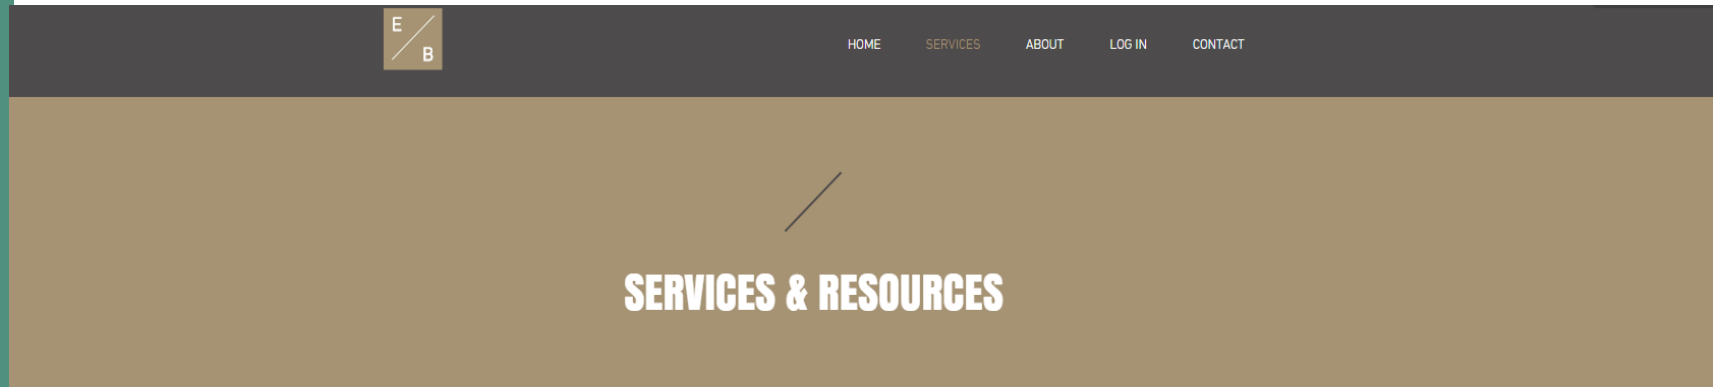 E
B
HOME SERVICES ABOUT LOG IN CONTACT
SERVICES & RESOURCES